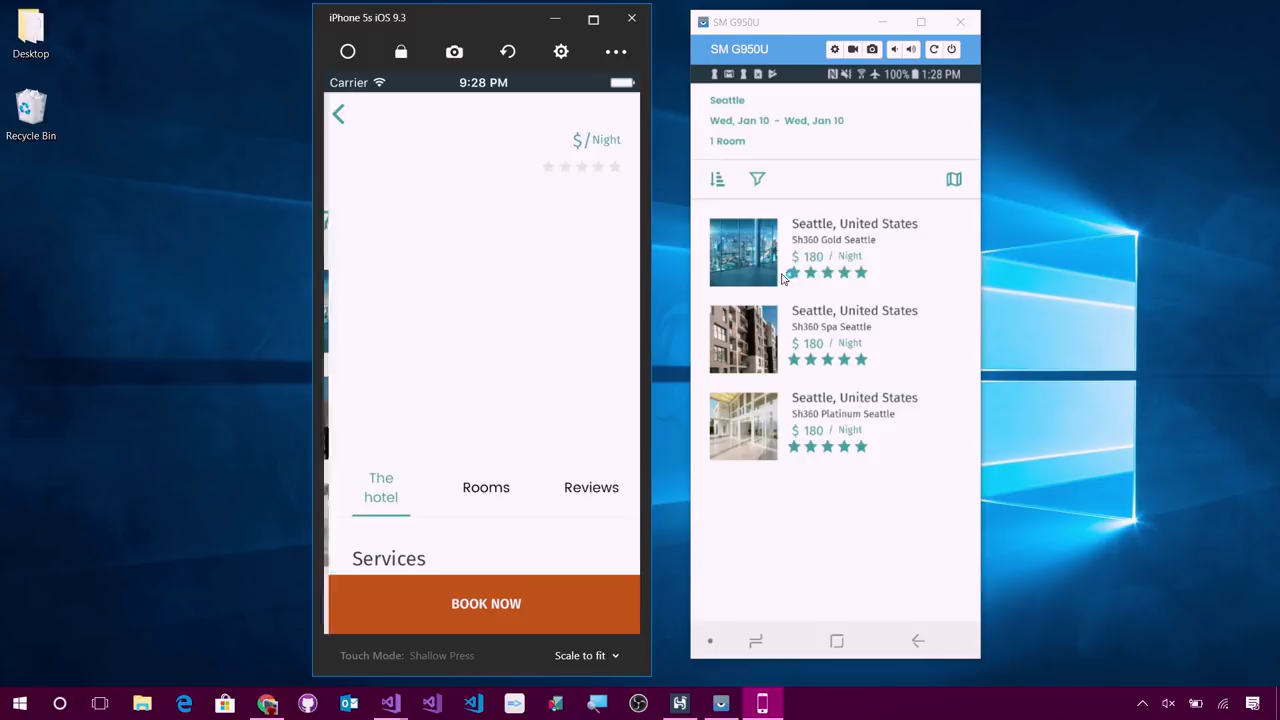 Desktop
Recycle Bin
iPhone 5s iOS 9.3
Carrier
9:28 PM
$/Night
The
hotel
Rooms
Reviews
Services
BOOK NOW
Touch Mode: Shallow Press
Scale to fit
SM G950U
SM G950U
100% 1:28 PM
Seattle
Wed, Jan 10 - Wed, Jan 10
1 Room
Seattle, United States
Sh360 Gold Seattle
$ 180 / Night
Seattle, United States
Sh360 Spa Seattle
$ 180 / Night
Seattle, United States
Sh360 Platinum Seattle
$ 180 / Night